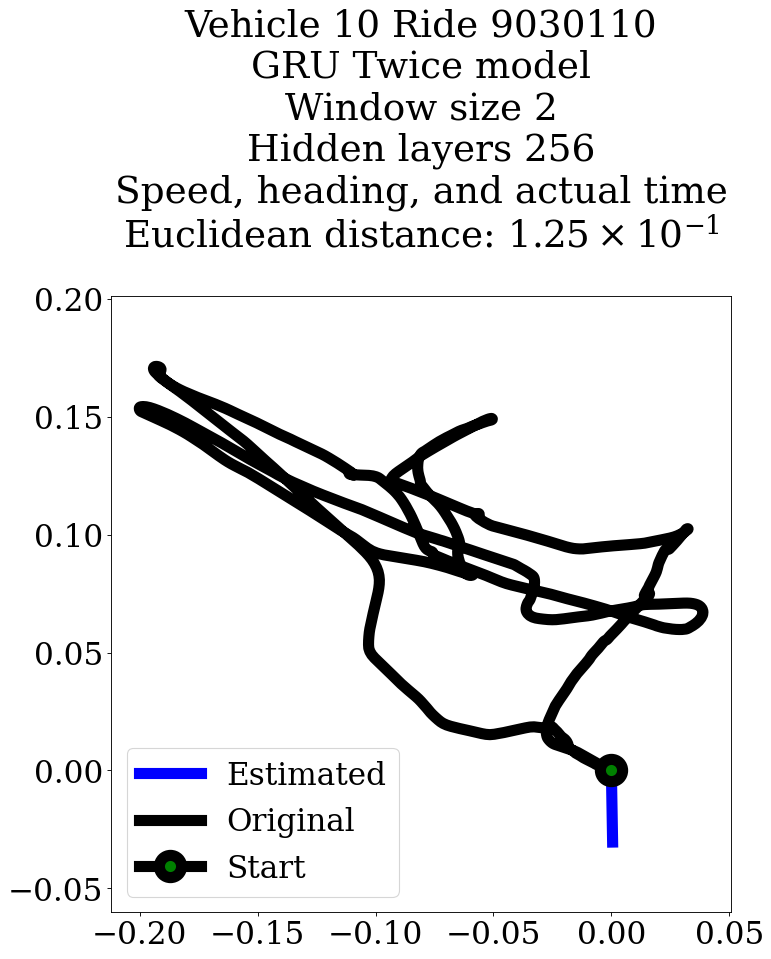 Vehicle 10 Ride 9030110
GRU Twice model
Window size 2
Hidden layers 256
Speed, heading, and actual time
Euclidean distance: 1.25 × 10⁻¹
0.20
0.15
0.10
0.05
0.00
−0.05
Estimated
Original
Start
−0.20 −0.15 −0.10 −0.05 0.00 0.05